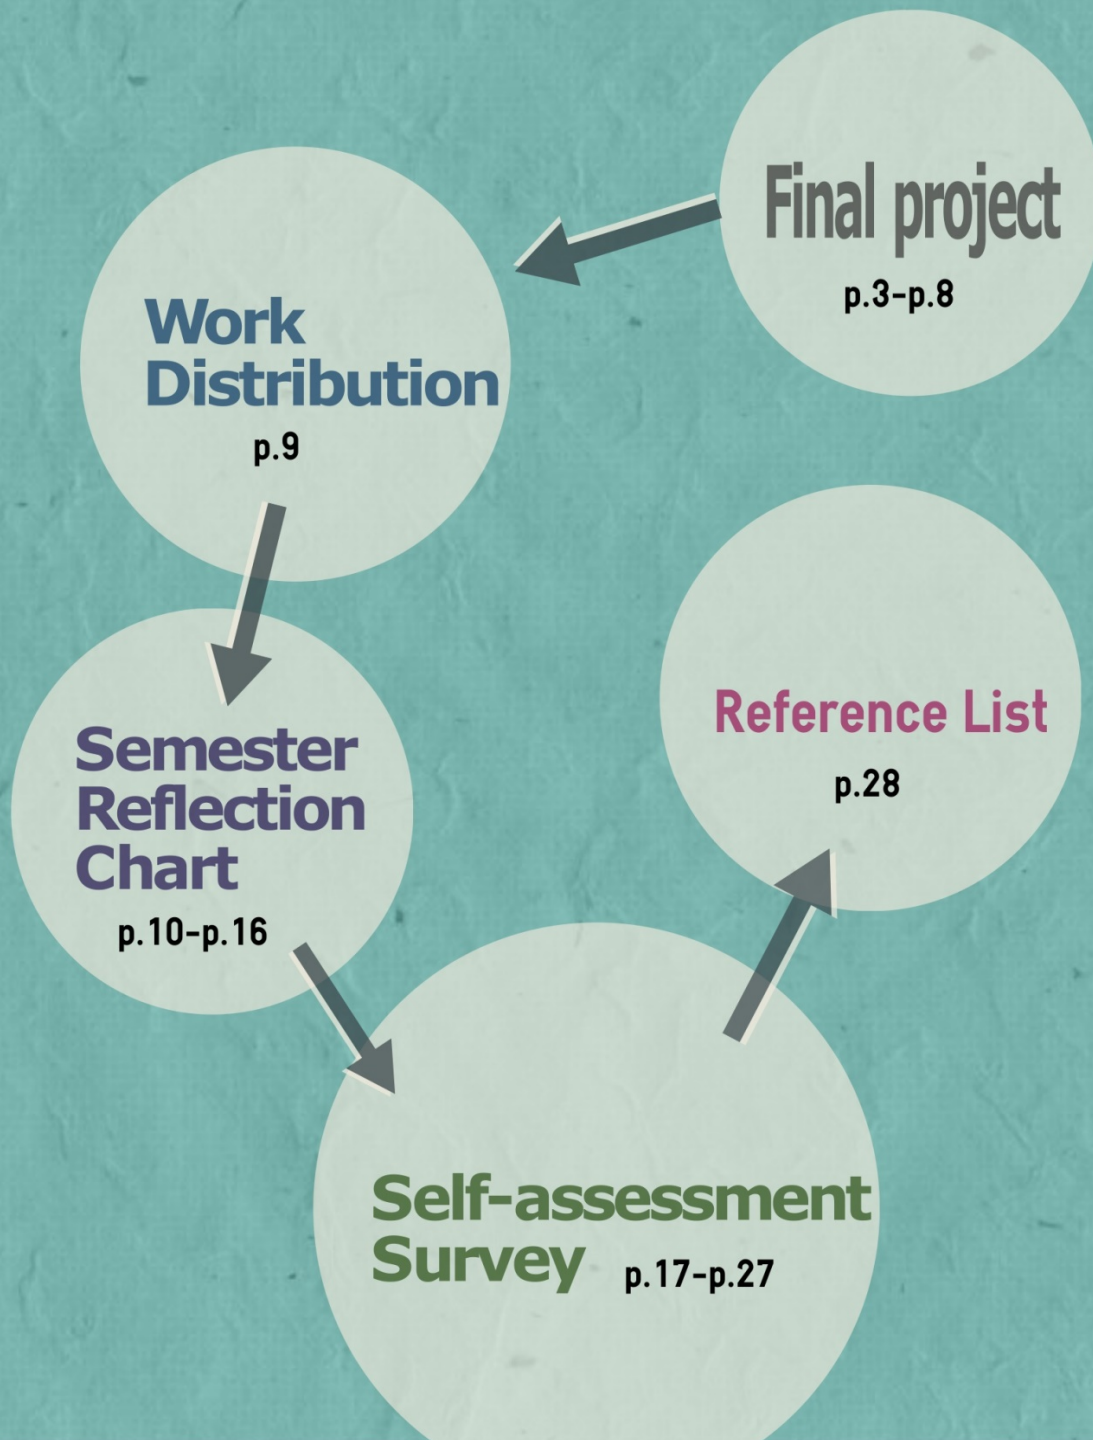 Final project
p.3-p.8
Work
Distribution
p.9
Semester
Reflection
Chart
p.10-p.16
Self-assessment
Survey p.17-p.27
Reference List
p.28